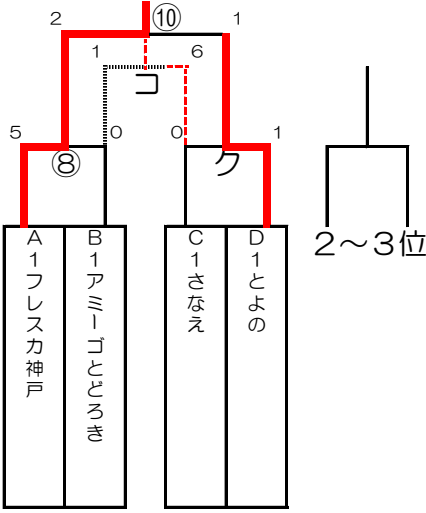 ⑩
2 1
1 6
コ
5 0 0 1
⑧ ク
A1フレスカ神戸
B1アミーゴとどろき
C1さなえ
D1とよの
2～3位